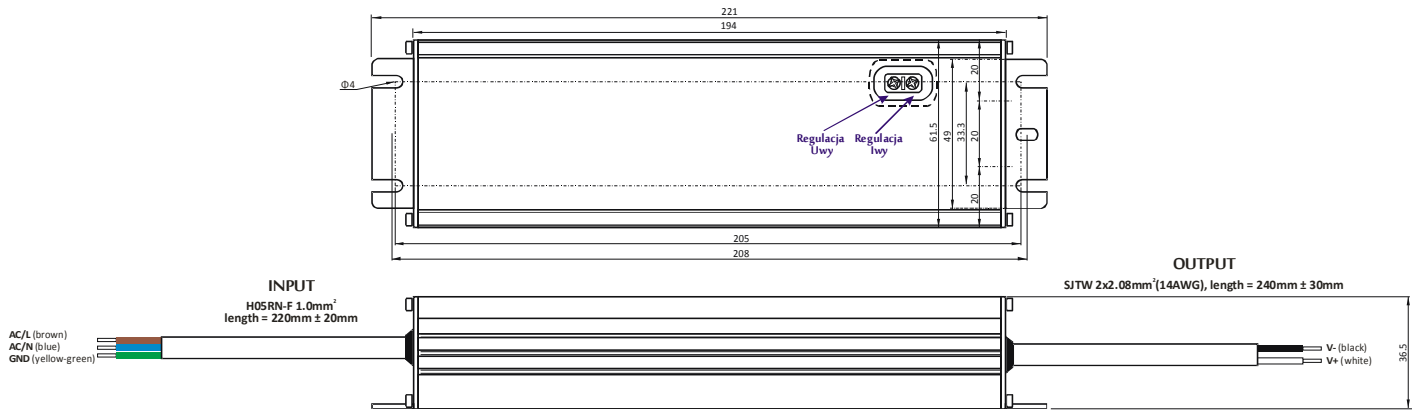 221
194
Φ4
Regulacja
Uwy
Regulacja
Iwy
61.5
49
33.3
20
20
20
205
208
INPUT
H05RN-F 1.0mm²
length = 220mm ± 20mm
OUTPUT
SJTW 2x2.08mm²(14AWG), length = 240mm ± 30mm
AC/L (brown)
AC/N (blue)
GND (yellow-green)
V- (black)
V+ (white)
36.5